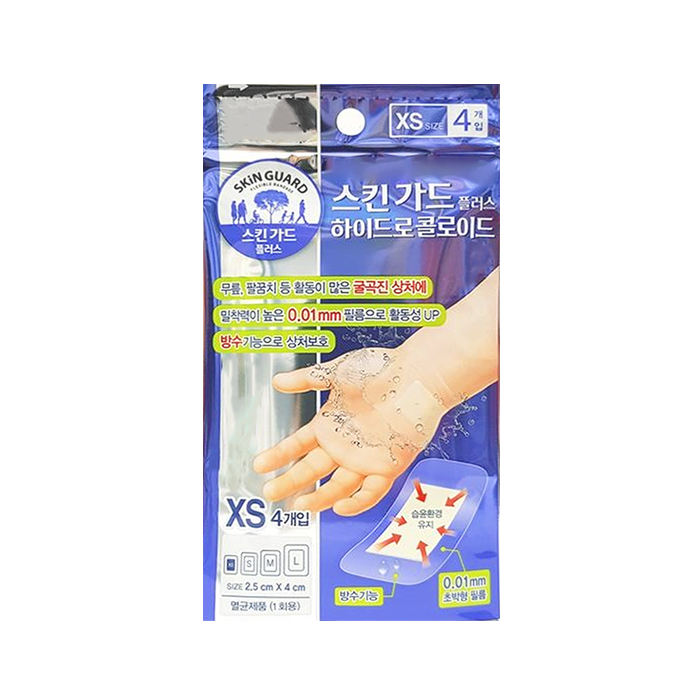 XS SIZE 4개입
SKiN GUARD
FLEXIBLE BANDAGE
스킨 가드
플러스
스킨 가드 플러스
하이드로콜로이드
무릎, 팔꿈치 등 활동이 많은 굴곡진 상처에
밀착력이 높은 0.01mm 필름으로 활동성 UP
방수기능으로 상처보호
XS 4개입
XS S M L
SIZE 2.5 cm X 4 cm
멸균제품 (1회용)
습윤환경
유지
방수기능
0.01mm
초박형 필름